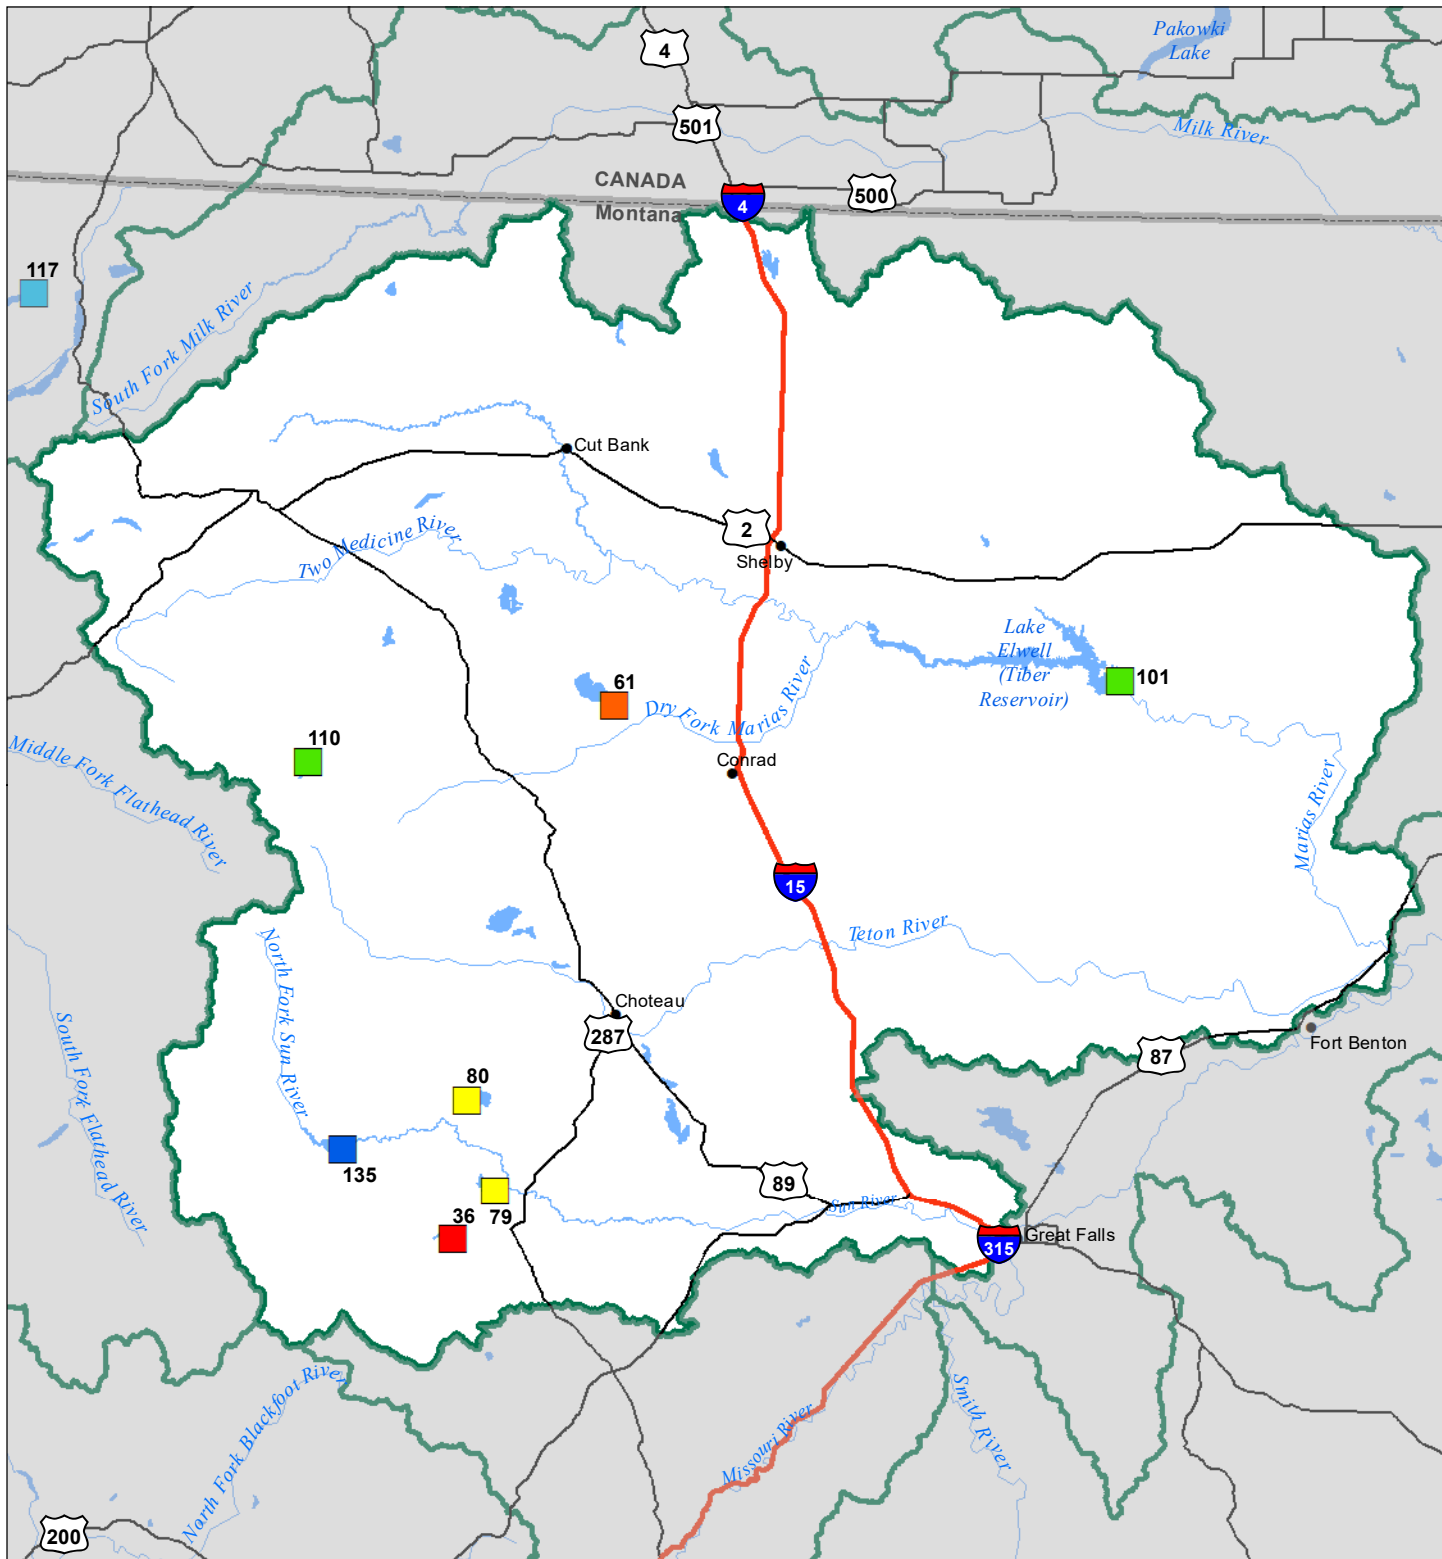 Pakowki
Lake
4
501
Milk River
CANADA
500
4
Montana
117
South Fork Milk River
Cut Bank
2
Two Medicine River
Shelby
Lake
Elwell
(Tiber
Reservoir)
101
61
Dry Fork Marias River
110
Middle Fork Flathead River
Conrad
Marias River
15
Teton River
North Fork Sun River
Choteau
287
South Fork Flathead River
87
Fort Benton
80
135
89
79
36
Sun River
Great Falls
315
North Fork Blackfoot River
Missouri River
Smith River
200